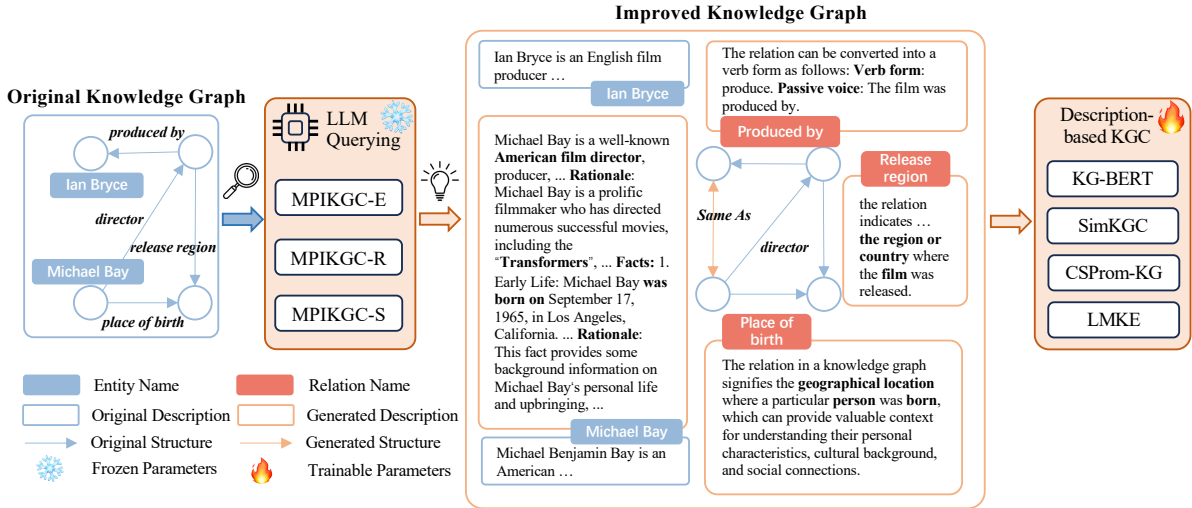 Improved Knowledge Graph
Original Knowledge Graph
produced by
Ian Bryce
director
release region
Michael Bay
place of birth
LLM
Querying
MPIKGC-E
MPIKGC-R
MPIKGC-S
Ian Bryce is an English film
producer …
Ian Bryce
Michael Bay is a well-known
American film director,
producer, ... Rationale:
Michael Bay is a prolific
filmmaker who has directed
numerous successful movies,
including the
“Transformers”, ... Facts: 1.
Early Life: Michael Bay was
born on September 17,
1965, in Los Angeles,
California. ... Rationale:
This fact provides some
background information on
Michael Bay‘s personal life
and upbringing, ...
Michael Bay
Michael Benjamin Bay is an
American …
The relation can be converted into a
verb form as follows: Verb form:
produce. Passive voice: The film was
produced by.
Produced by
Same As
director
Release
region
the relation
indicates …
the region or
country where
the film was
released.
Place of
birth
The relation in a knowledge graph
signifies the geographical location
where a particular person was born,
which can provide valuable context
for understanding their personal
characteristics, cultural background,
and social connections.
Description-
based KGC
KG-BERT
SimKGC
CSProm-KG
LMKE
Entity Name
Relation Name
Original Description
Generated Description
Original Structure
Generated Structure
Frozen Parameters
Trainable Parameters